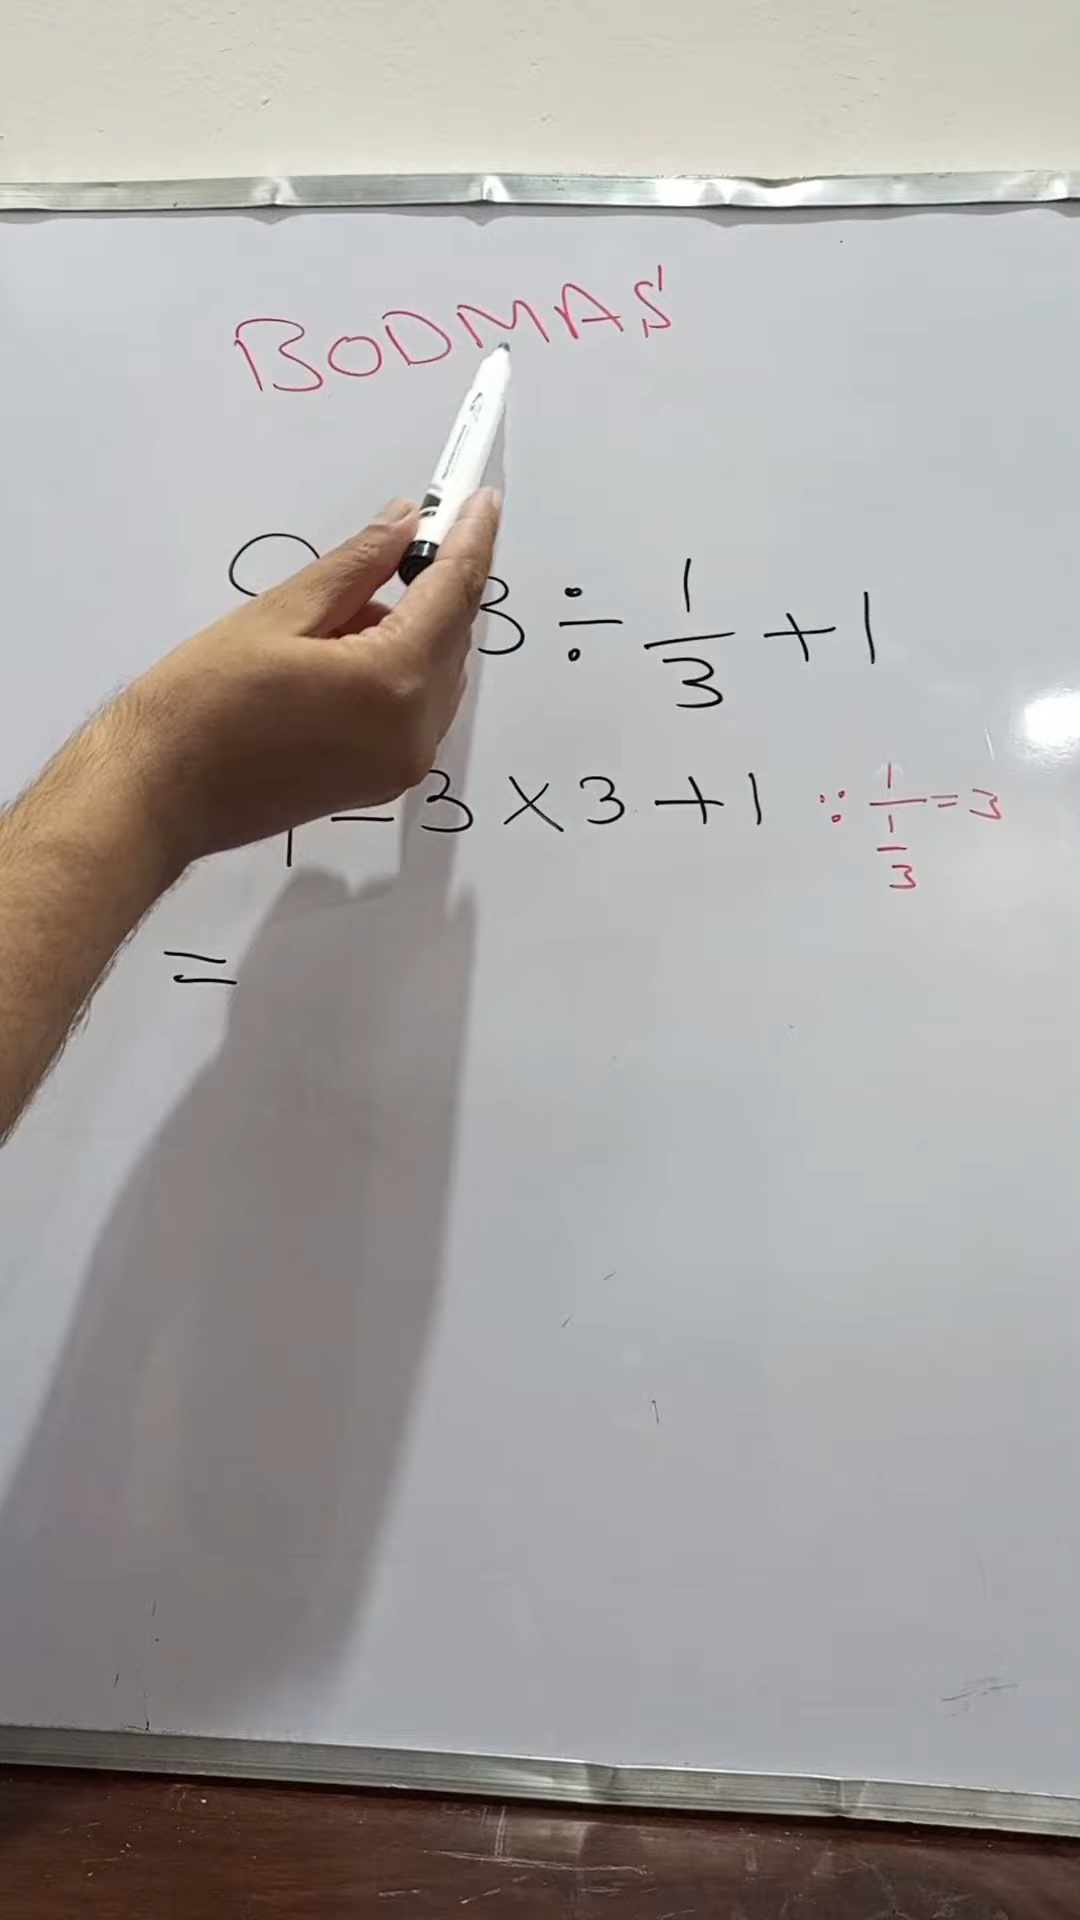 BODMAS
3 ÷ 1/3 + 1
- 3 × 3 + 1 ∵ 1/(1/3) = 3
=